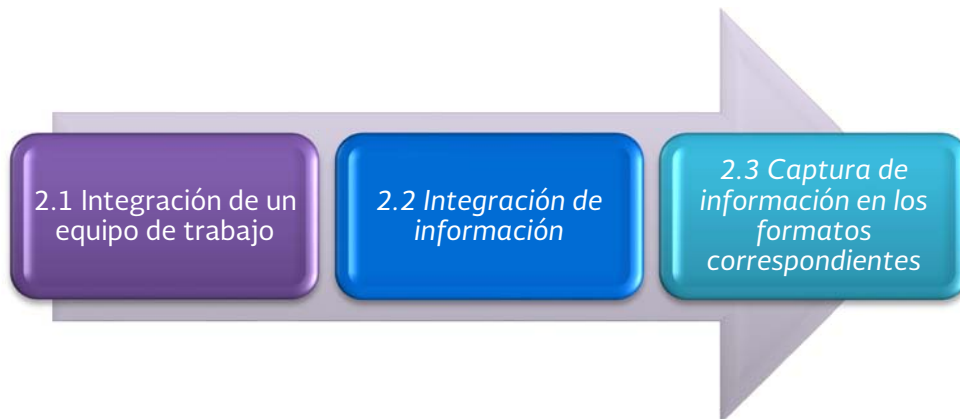 2.1 Integración de un
equipo de trabajo
2.2 Integración de
información
2.3 Captura de
información en los
formatos
correspondientes